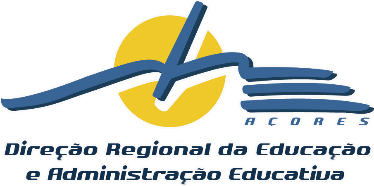 AÇORES
Direção Regional da Educação
e Administração Educativa